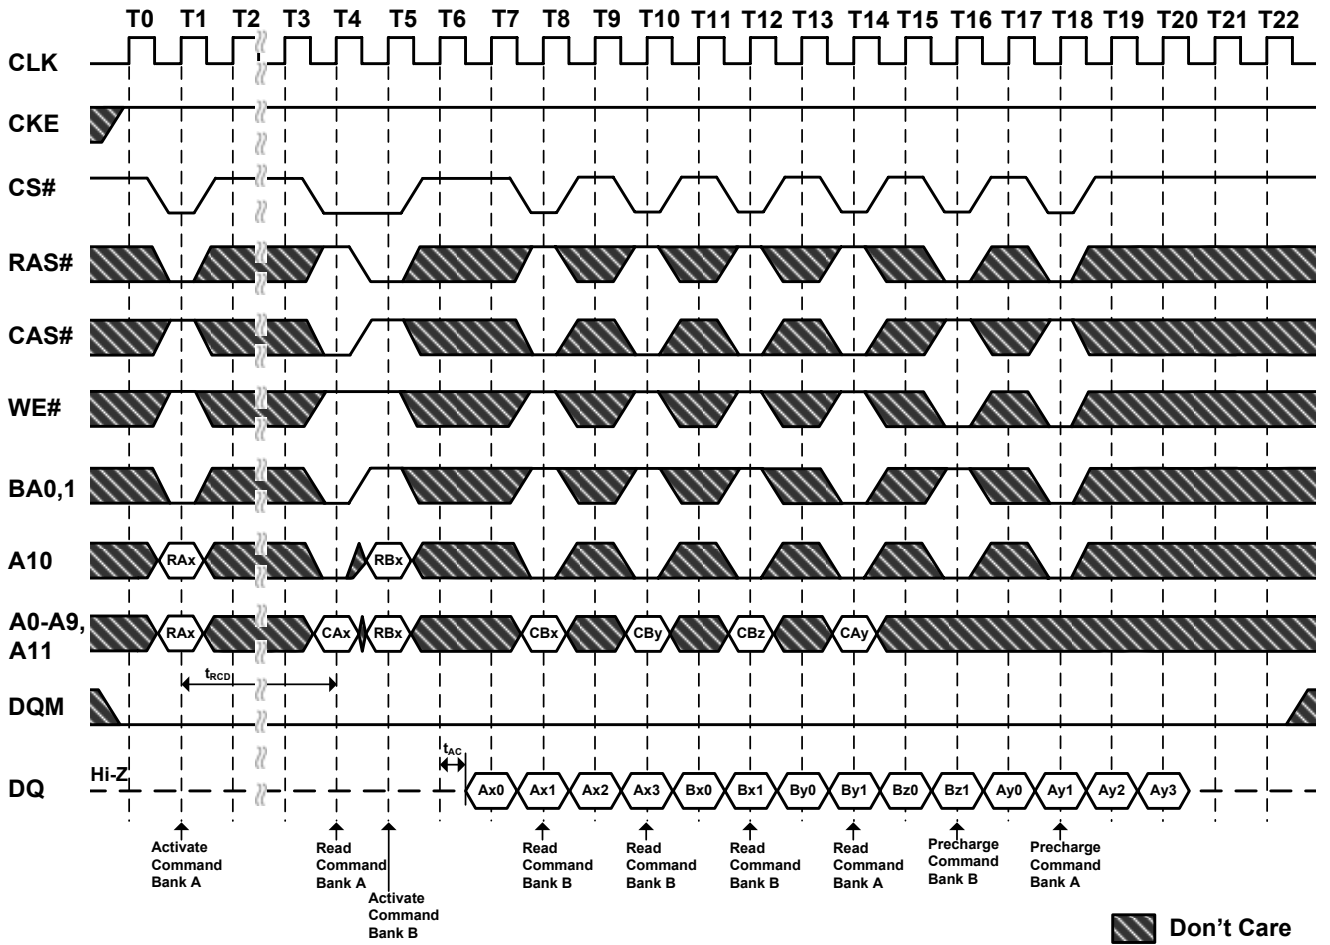 T0 T1 T2 T3 T4 T5 T6 T7 T8 T9 T10 T11 T12 T13 T14 T15 T16 T17 T18 T19 T20 T21 T22
CLK
CKE
CS#
RAS#
CAS#
WE#
BA0,1
A10 RAx RBx
A0-A9,
A11 RAx CAx RBx CBx CBy CBz CAy
tRCD
DQM
tAC
Hi-Z
DQ Ax0 Ax1 Ax2 Ax3 Bx0 Bx1 By0 By1 Bz0 Bz1 Ay0 Ay1 Ay2 Ay3
Activate
Command
Bank A
Read
Command
Bank A
Activate
Command
Bank B
Read
Command
Bank B
Read
Command
Bank B
Read
Command
Bank B
Read
Command
Bank A
Precharge
Command
Bank B
Precharge
Command
Bank A
Don't Care